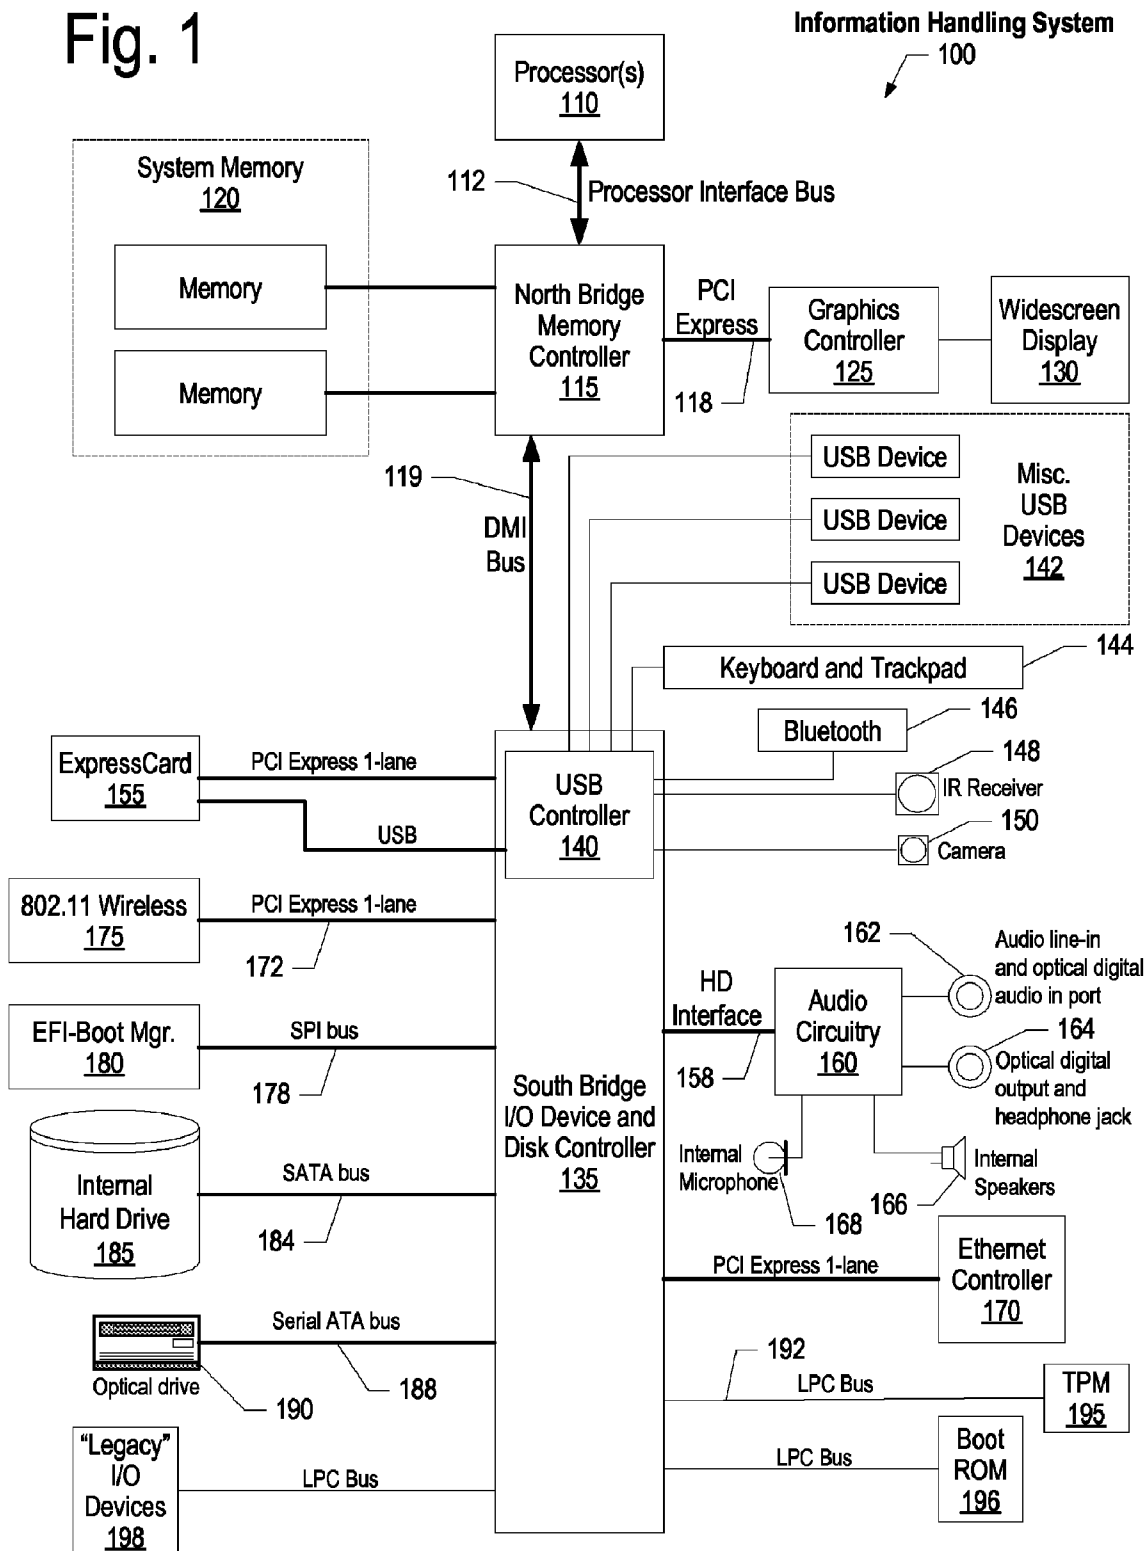 Fig. 1
Information Handling System
100
Processor(s)
110
112
Processor Interface Bus
System Memory
120
Memory
Memory
North Bridge
Memory
Controller
115
PCI
Express
118
Graphics
Controller
125
Widescreen
Display
130
119
DMI
Bus
USB Device
USB Device
USB Device
Misc.
USB
Devices
142
144
Keyboard and Trackpad
146
Bluetooth
148
IR Receiver
150
Camera
ExpressCard
155
PCI Express 1-lane
USB
USB
Controller
140
802.11 Wireless
175
PCI Express 1-lane
172
EFI-Boot Mgr.
180
SPI bus
178
South Bridge
I/O Device and
Disk Controller
135
HD
Interface
158
Audio
Circuitry
160
162
Audio line-in
and optical digital
audio in port
164
Optical digital
output and
headphone jack
Internal
Microphone
168
Internal
Speakers
166
Internal
Hard Drive
185
SATA bus
184
PCI Express 1-lane
Ethernet
Controller
170
Serial ATA bus
188
Optical drive
190
192
LPC Bus
TPM
195
"Legacy"
I/O
Devices
198
LPC Bus
LPC Bus
Boot
ROM
196